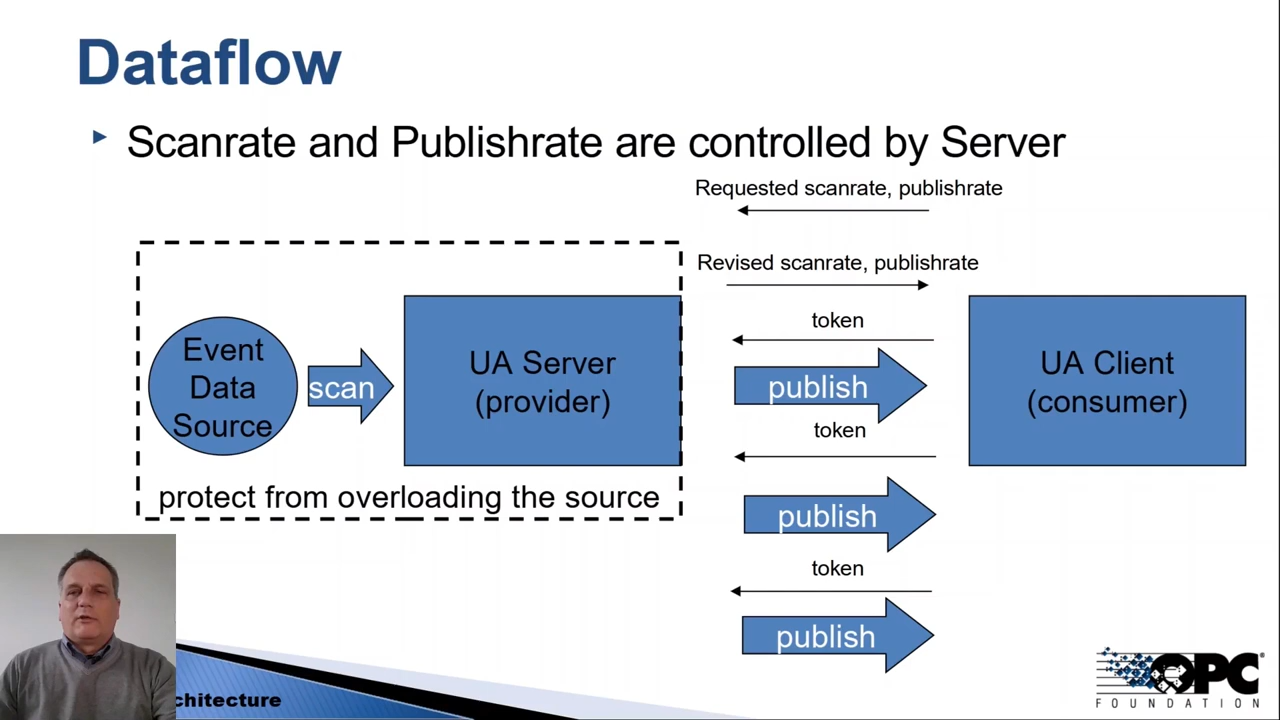 Dataflow
Scanrate and Publishrate are controlled by Server
Requested scanrate, publishrate
Revised scanrate, publishrate
token
Event
Data
Source
scan
UA Server
(provider)
publish
UA Client
(consumer)
token
protect from overloading the source
publish
token
publish
chitecture
OPC
FOUNDATION